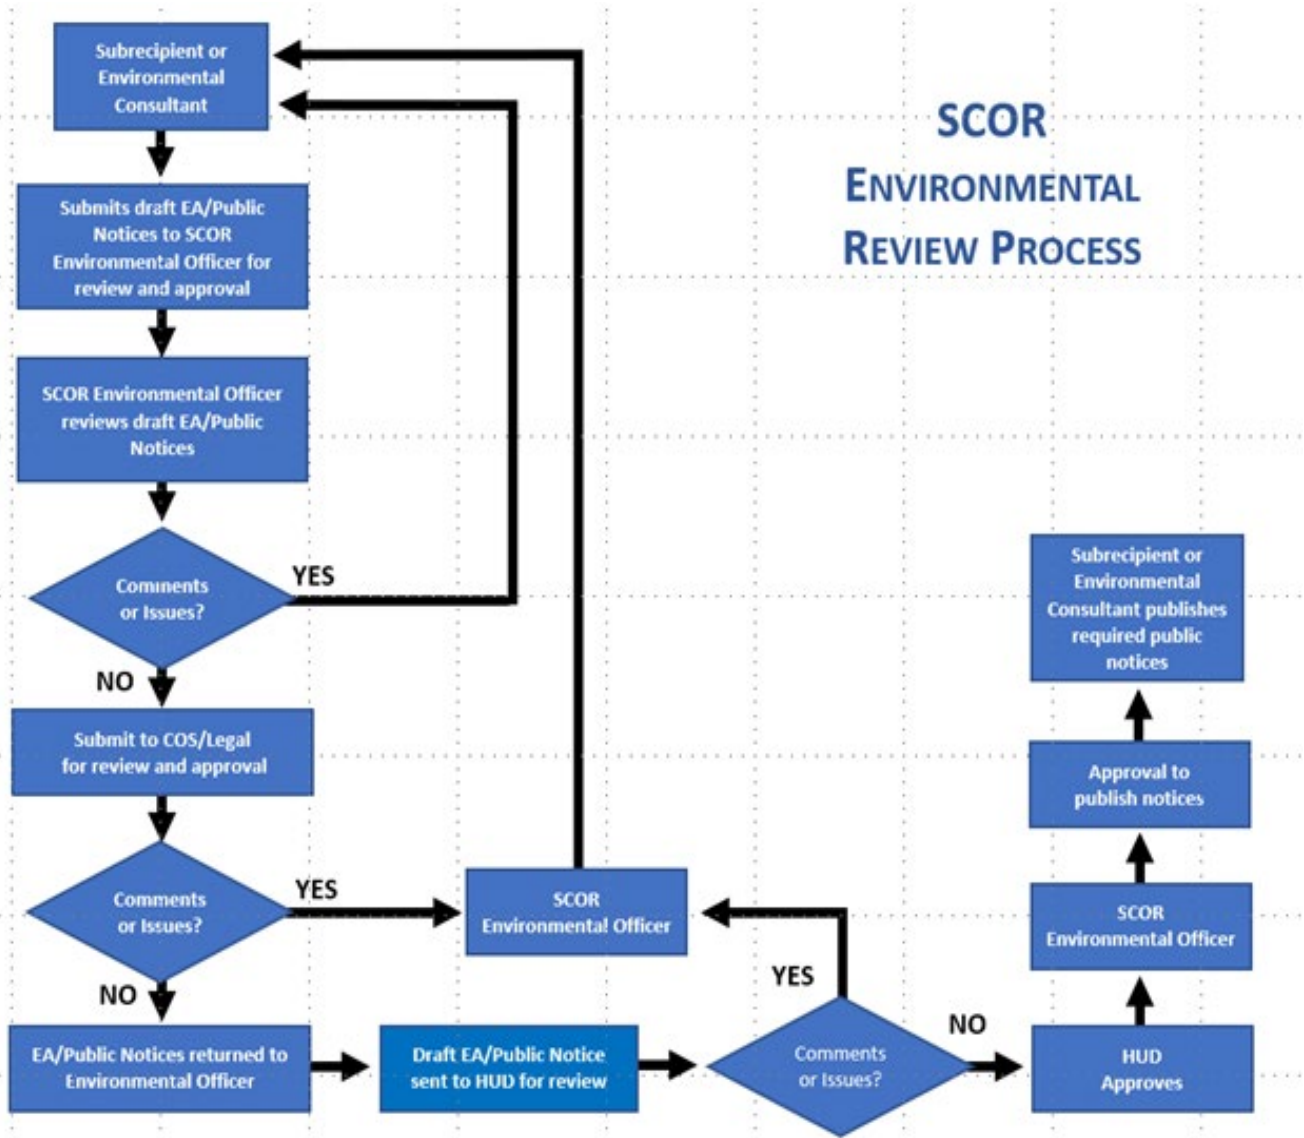 Subrecipient or
Environmental
Consultant
SCOR
ENVIRONMENTAL
REVIEW PROCESS
Submits draft EA/Public
Notices to SCOR
Environmental Officer for
review and approval
SCOR Environmental Officer
reviews draft EA/Public
Notices
Comments
or Issues?
YES
NO
Submit to COS/Legal
for review and approval
Comments
or Issues?
YES
NO
SCOR
Environmental Officer
EA/Public Notices returned to
Environmental Officer
Draft EA/Public Notice
sent to HUD for review
Comments
or Issues?
YES
NO
HUD
Approves
SCOR
Environmental Officer
Approval to
publish notices
Subrecipient or
Environmental
Consultant publishes
required public
notices